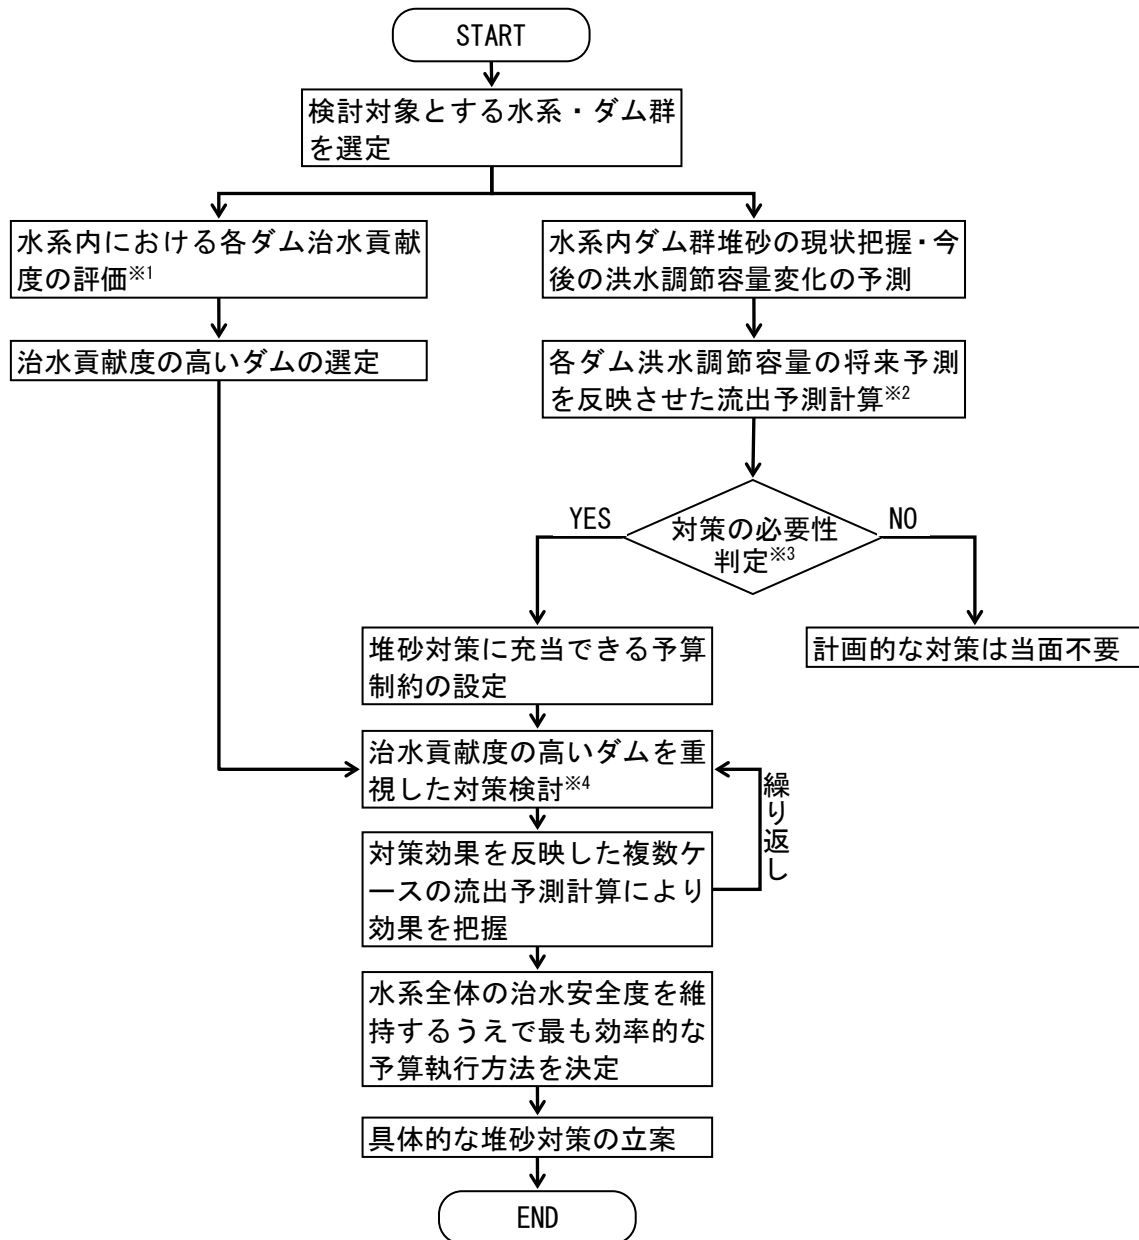 START
検討対象とする水系・ダム群
を選定
水系内における各ダム治水貢献
度の評価※1
治水貢献度の高いダムの選定
水系内ダム群堆砂の現状把握・今
後の洪水調節容量変化の予測
各ダム洪水調節容量の将来予測
を反映させた流出予測計算※2
対策の必要性
判定※3
YES
NO
堆砂対策に充当できる予算
制約の設定
計画的な対策は当面不要
治水貢献度の高いダムを重
視した対策検討※4
繰り返し
対策効果を反映した複数ケ
ースの流出予測計算により
効果を把握
水系全体の治水安全度を維
持するうえで最も効率的な
予算執行方法を決定
具体的な堆砂対策の立案
END